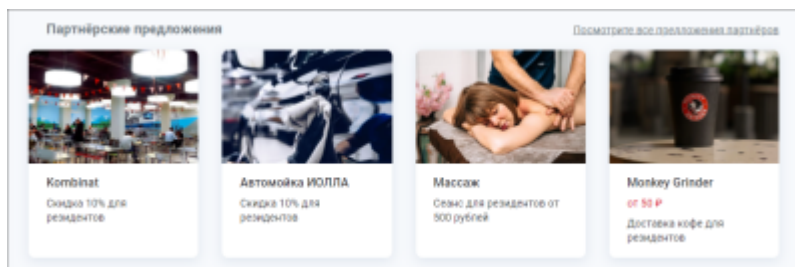 Партнёрские предложения
Посмотрите все предложения партнёров
Kombinat
Скидка 10% для
резидентов
Автомойка ИОЛЛА
Скидка 10% для
резидентов
Массаж
Сеанс для резидентов от
500 рублей
Monkey Grinder
от 50 ₽
Доставка кофе для
резидентов